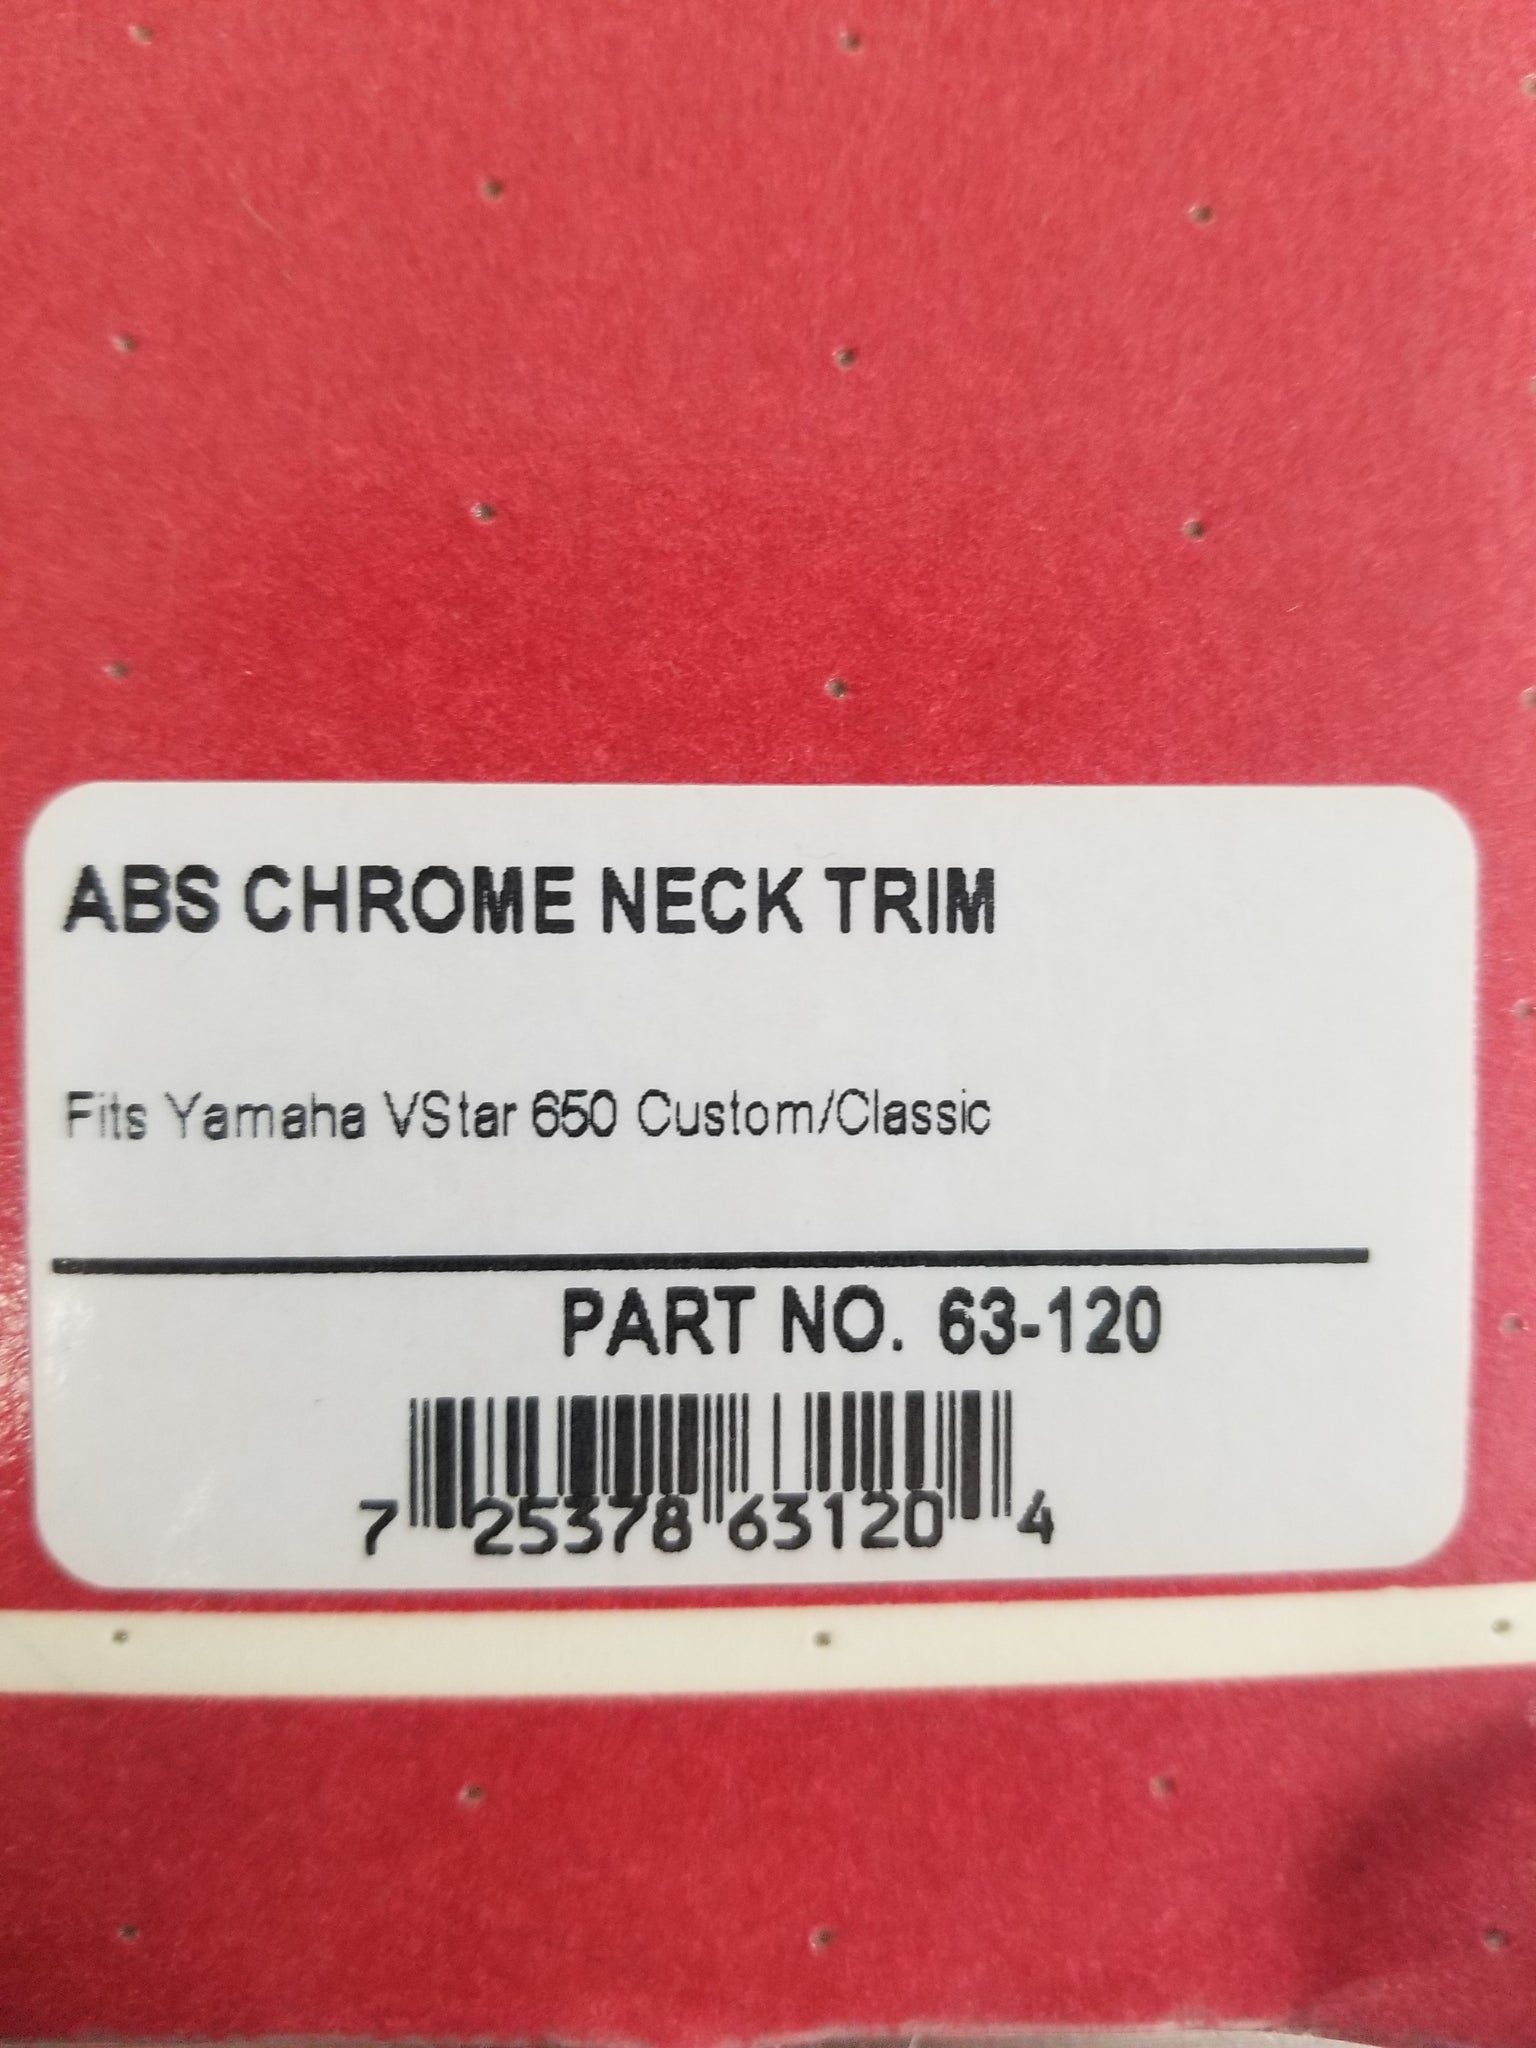 ABS CHROME NECK TRIM
Fits Yamaha VStar 650 Custom/Classic
PART NO. 63-120
7 25378 63120 4